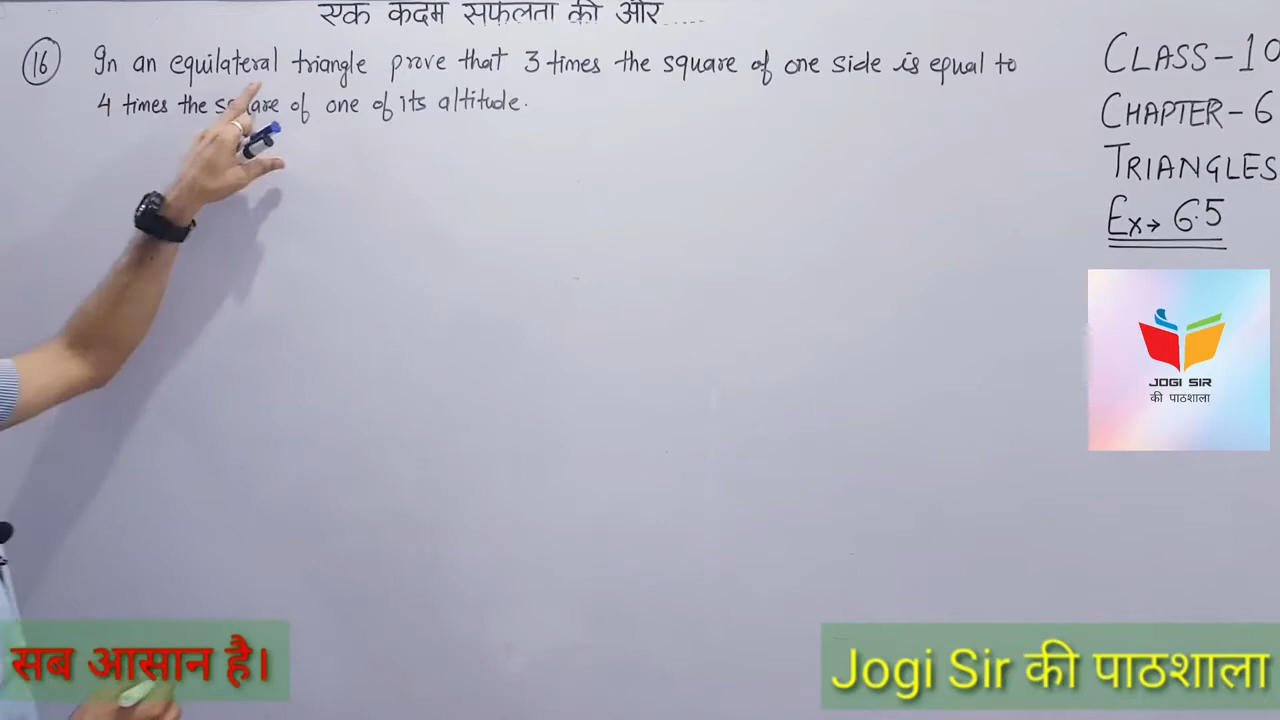 एक कदम सफलता की और .....
16 In an equilateral triangle prove that 3 times the square of one side is equal to
4 times the square of one of its altitude.
CLASS-10
CHAPTER-6
TRIANGLES
Ex→ 6.5
JOGI SIR
की पाठशाला
सब आसान है।
Jogi Sir की पाठशाला